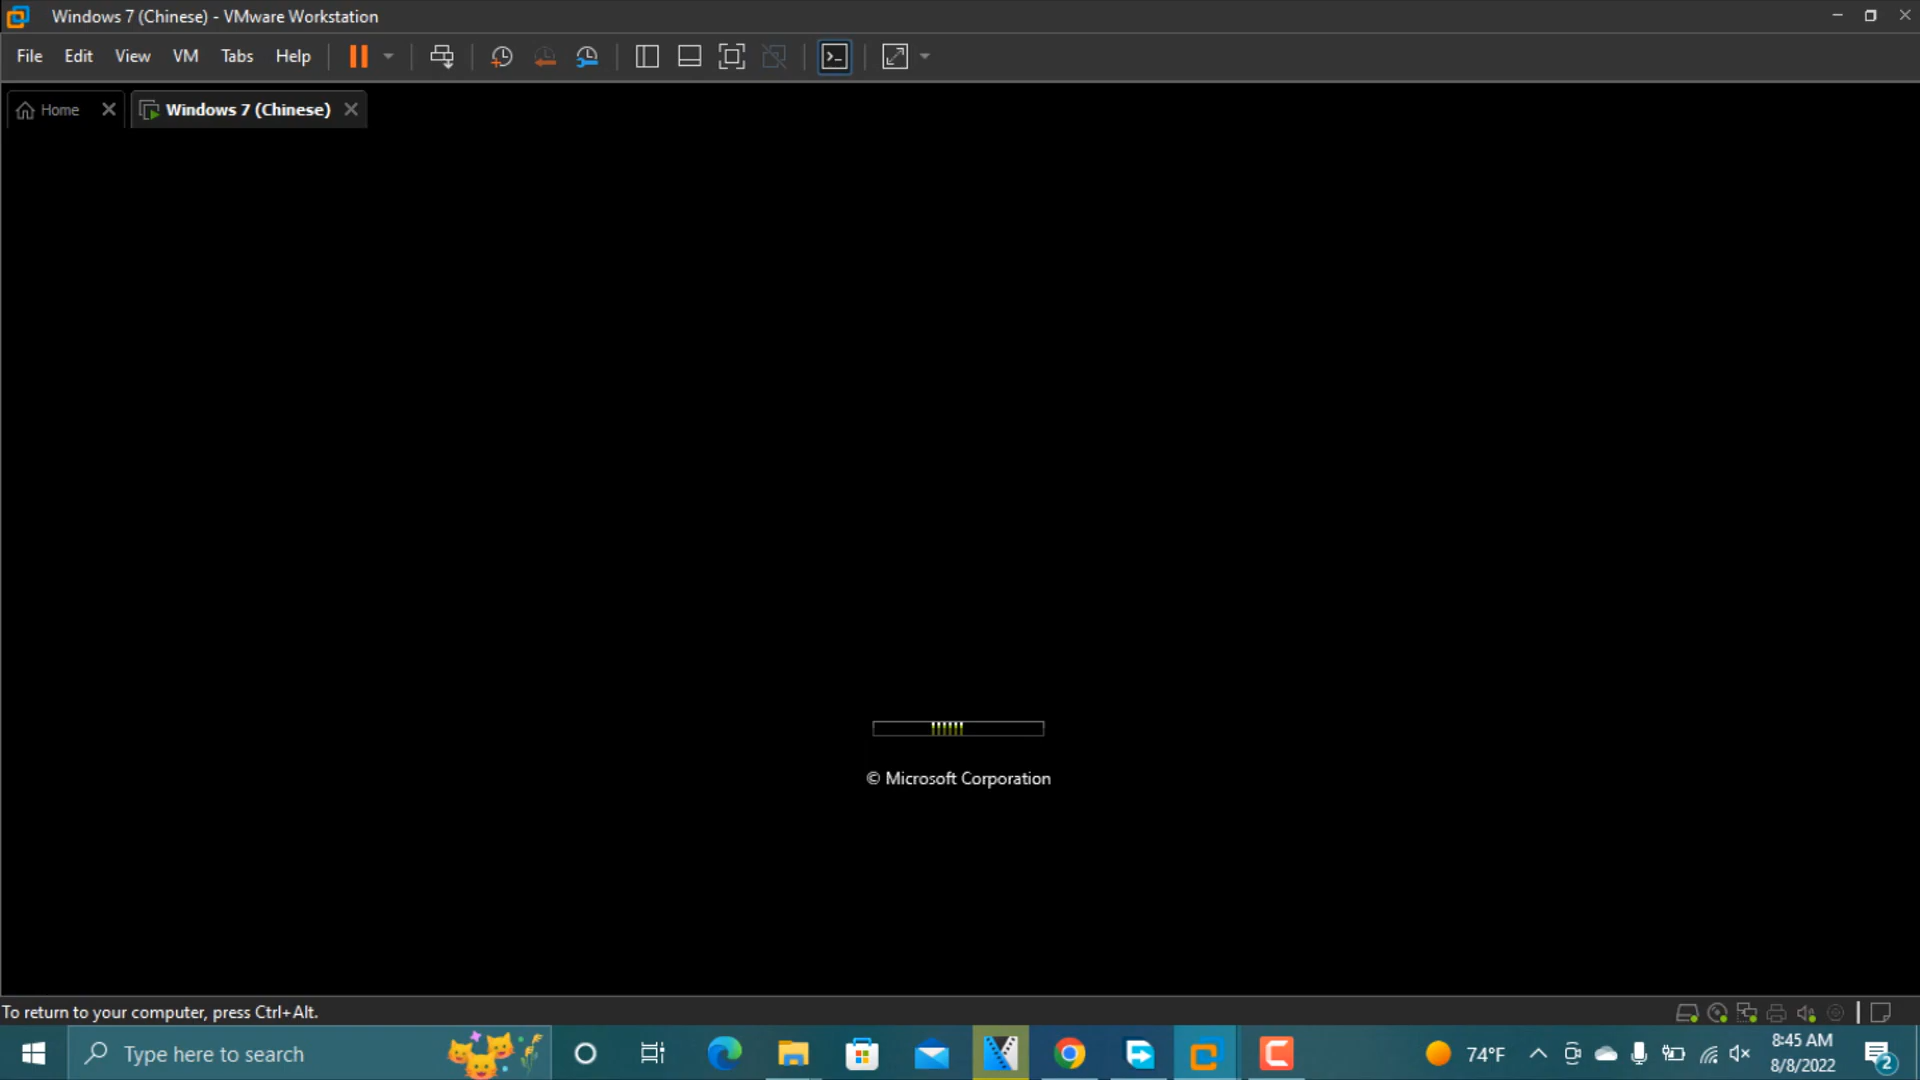 Windows 7 (Chinese) - VMware Workstation
File Edit View VM Tabs Help
Home
Windows 7 (Chinese)
© Microsoft Corporation
To return to your computer, press Ctrl+Alt.
Type here to search
74°F
8:45 AM
8/8/2022
2